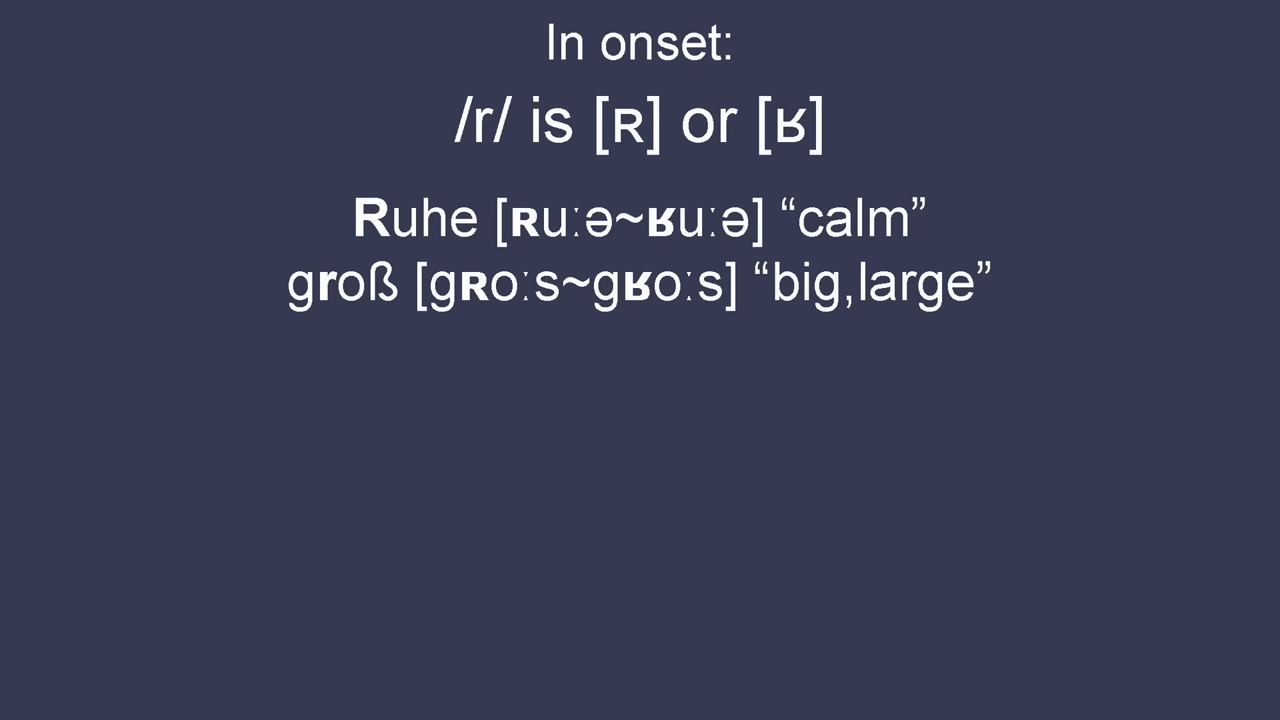 In onset:
/r/ is [ʀ] or [ʁ]
Ruhe [ʀuːə~ʁuːə] “calm”
groß [gʀoːs~gʁoːs] “big,large”